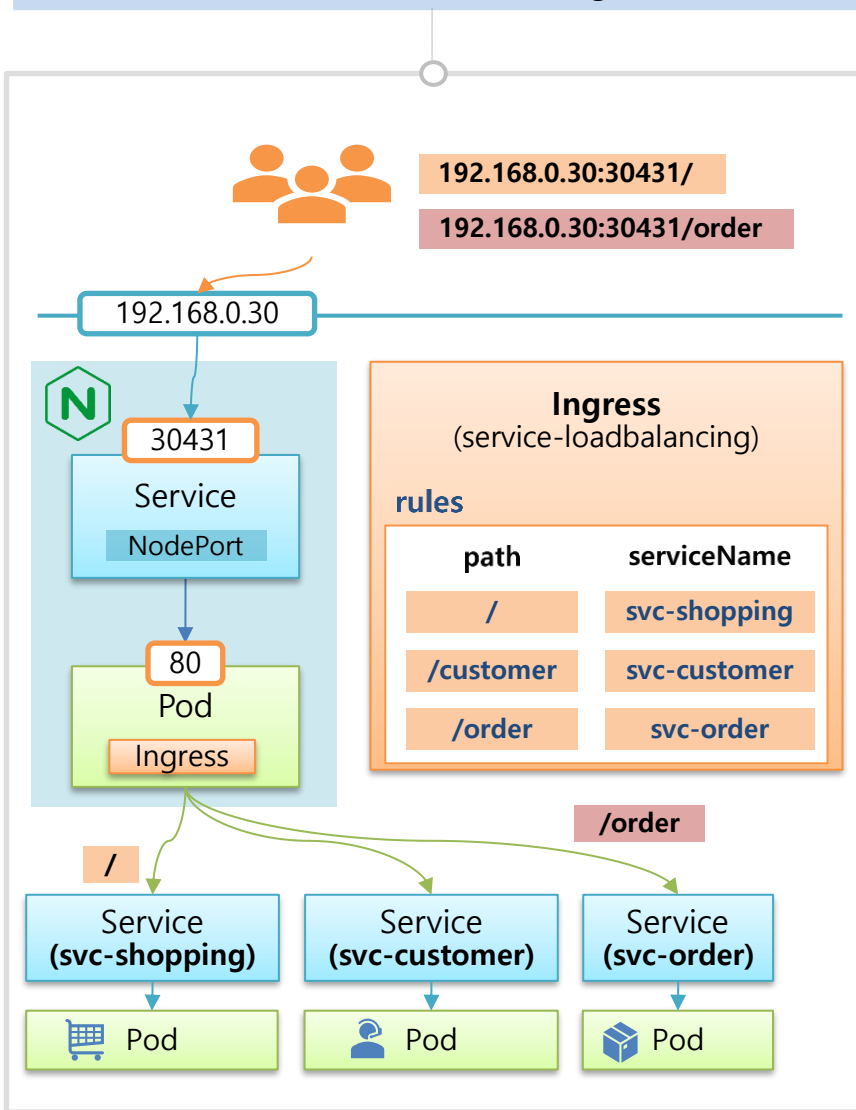 192.168.0.30:30431/
192.168.0.30:30431/order
192.168.0.30
N
30431
Service
NodePort
80
Pod
Ingress
Ingress
(service-loadbalancing)
rules
path serviceName
/ svc-shopping
/customer svc-customer
/order svc-order
/
/order
Service
(svc-shopping)
Service
(svc-customer)
Service
(svc-order)
Pod
Pod
Pod